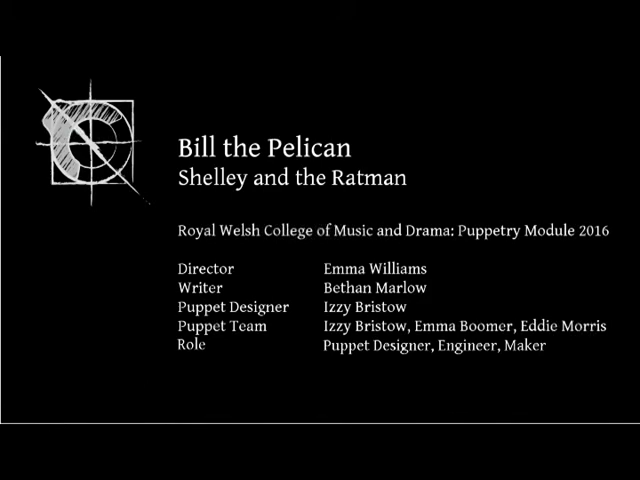 Bill the Pelican
Shelley and the Ratman
Royal Welsh College of Music and Drama: Puppetry Module 2016
Director Emma Williams
Writer Bethan Marlow
Puppet Designer Izzy Bristow
Puppet Team Izzy Bristow, Emma Boomer, Eddie Morris
Role Puppet Designer, Engineer, Maker